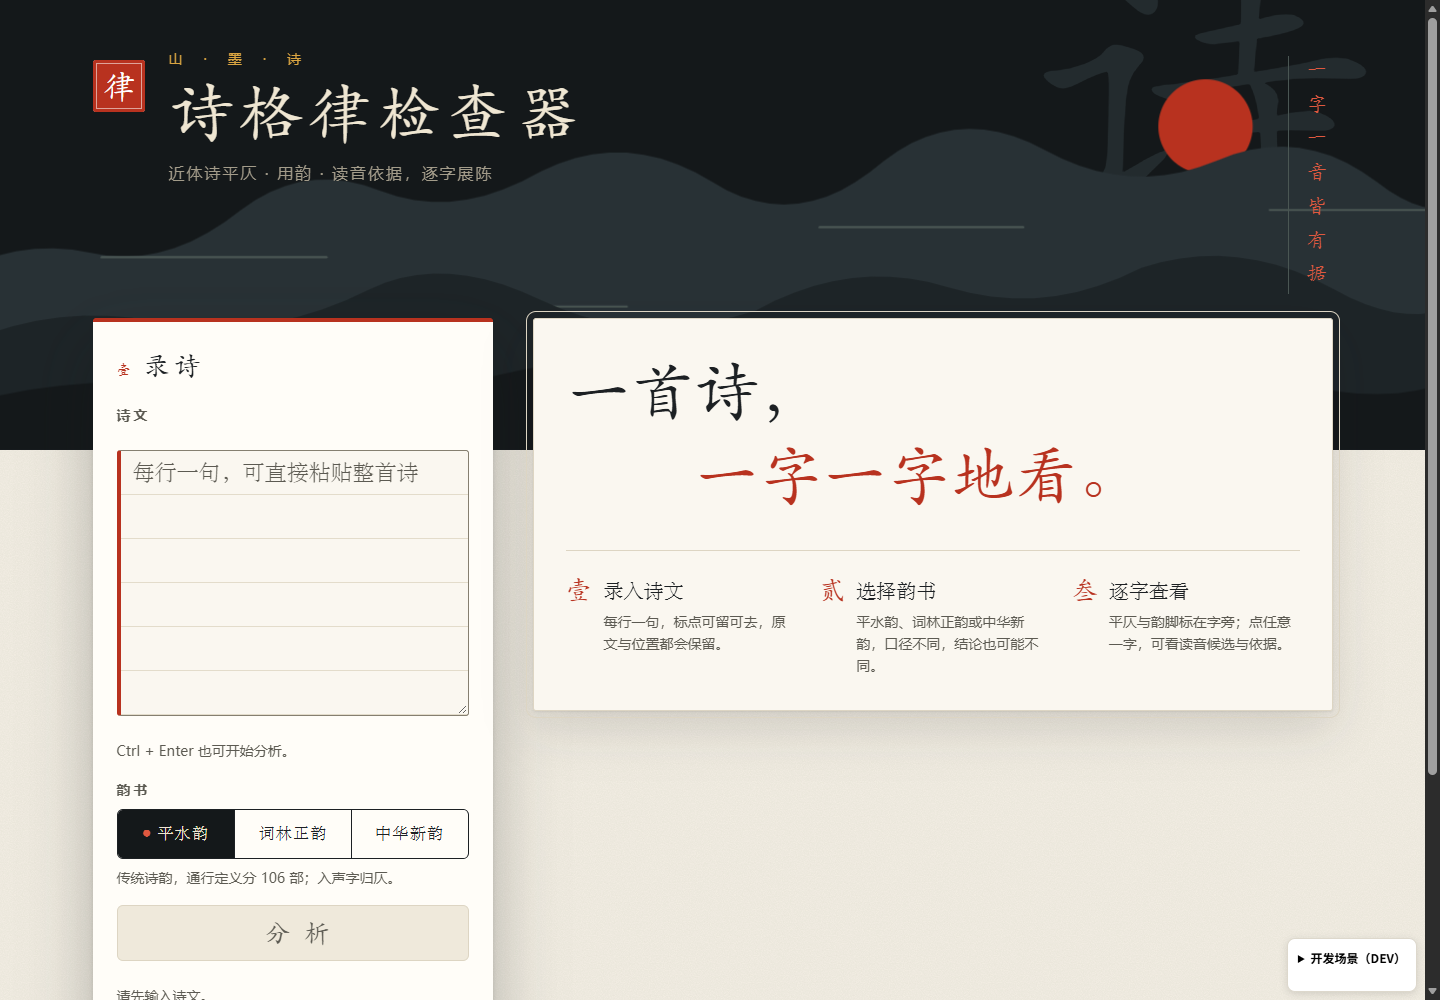 律
山 · 墨 · 诗
诗格律检查器
近体诗平仄 · 用韵 · 读音依据，逐字展陈
诗
一字一音皆有据
壹 录诗
诗文
每行一句，可直接粘贴整首诗
Ctrl + Enter 也可开始分析。
韵书
平水韵 词林正韵 中华新韵
传统诗韵，通行定义分 106 部；入声字归仄。
分析
请先输入诗文。
一首诗，
一字一字地看。
壹 录入诗文
每行一句，标点可留可去，原
文与位置都会保留。
贰 选择韵书
平水韵、词林正韵或中华新
韵，口径不同，结论也可能不
同。
叁 逐字查看
平仄与韵脚标在字旁；点任意
一字，可看读音候选与依据。
开发场景（DEV）